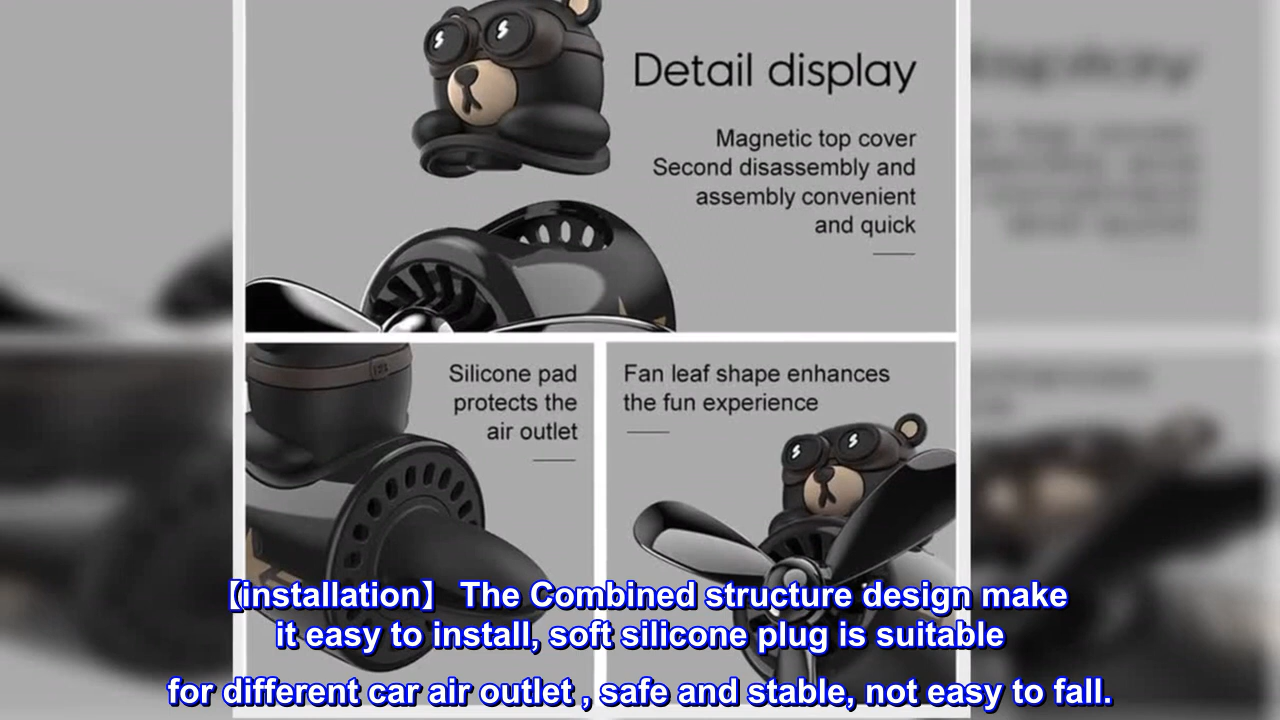 Detail display
Magnetic top cover
Second disassembly and
assembly convenient
and quick
Silicone pad
protects the
air outlet
Fan leaf shape enhances
the fun experience
【installation】 The Combined structure design make
it easy to install, soft silicone plug is suitable
for different car air outlet , safe and stable, not easy to fall.